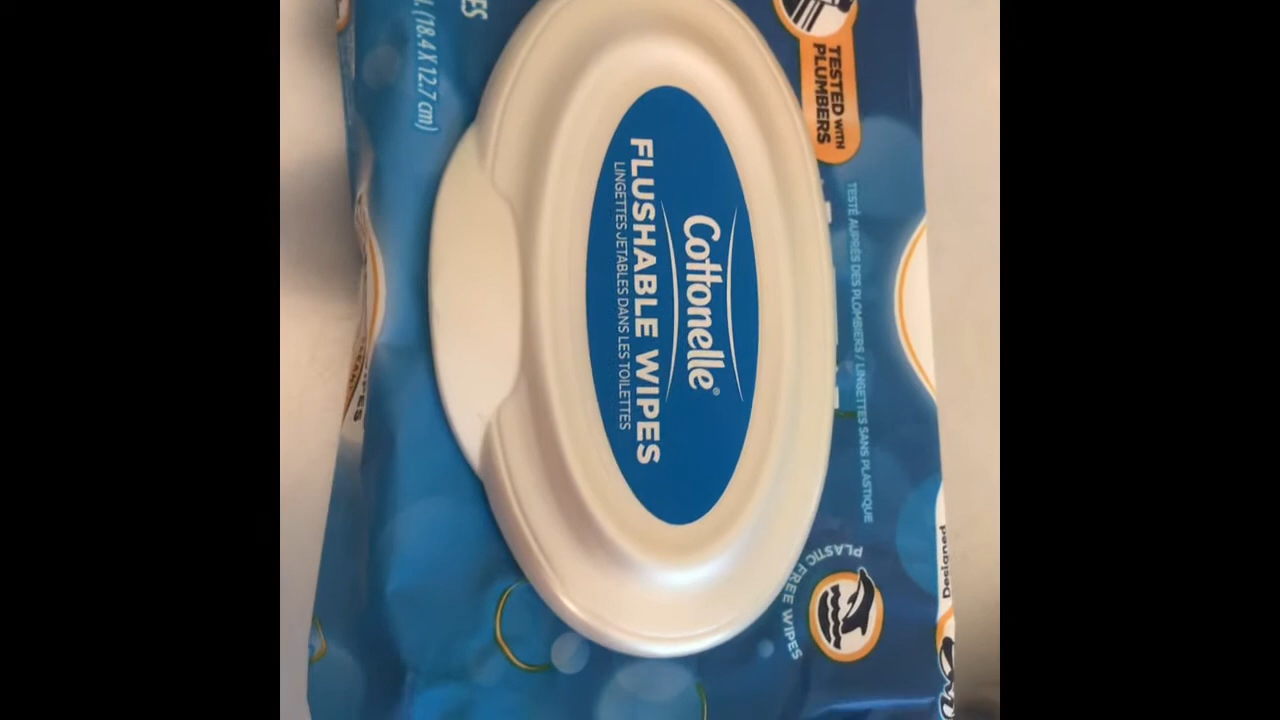 TESTED WITH
PLUMBERS
TESTÉ AUPRÈS DES PLOMBIERS / LINGETTES SANS PLASTIQUE
PLASTIC FREE WIPES
Cottonelle®
FLUSHABLE WIPES
LINGETTES JETABLES DANS LES TOILETTES
(18.4 X 12.7 cm)
Designed